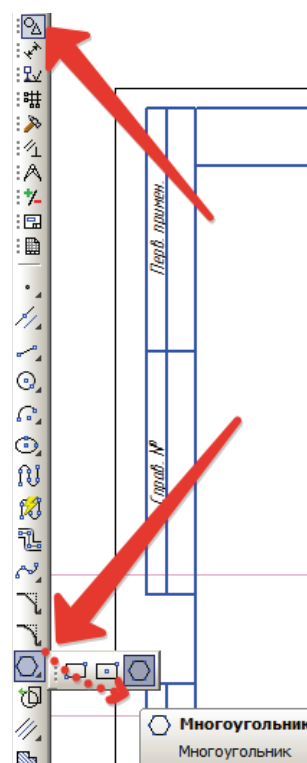 Перв. примен.
Справ. №
Многоугольник
Многоугольник